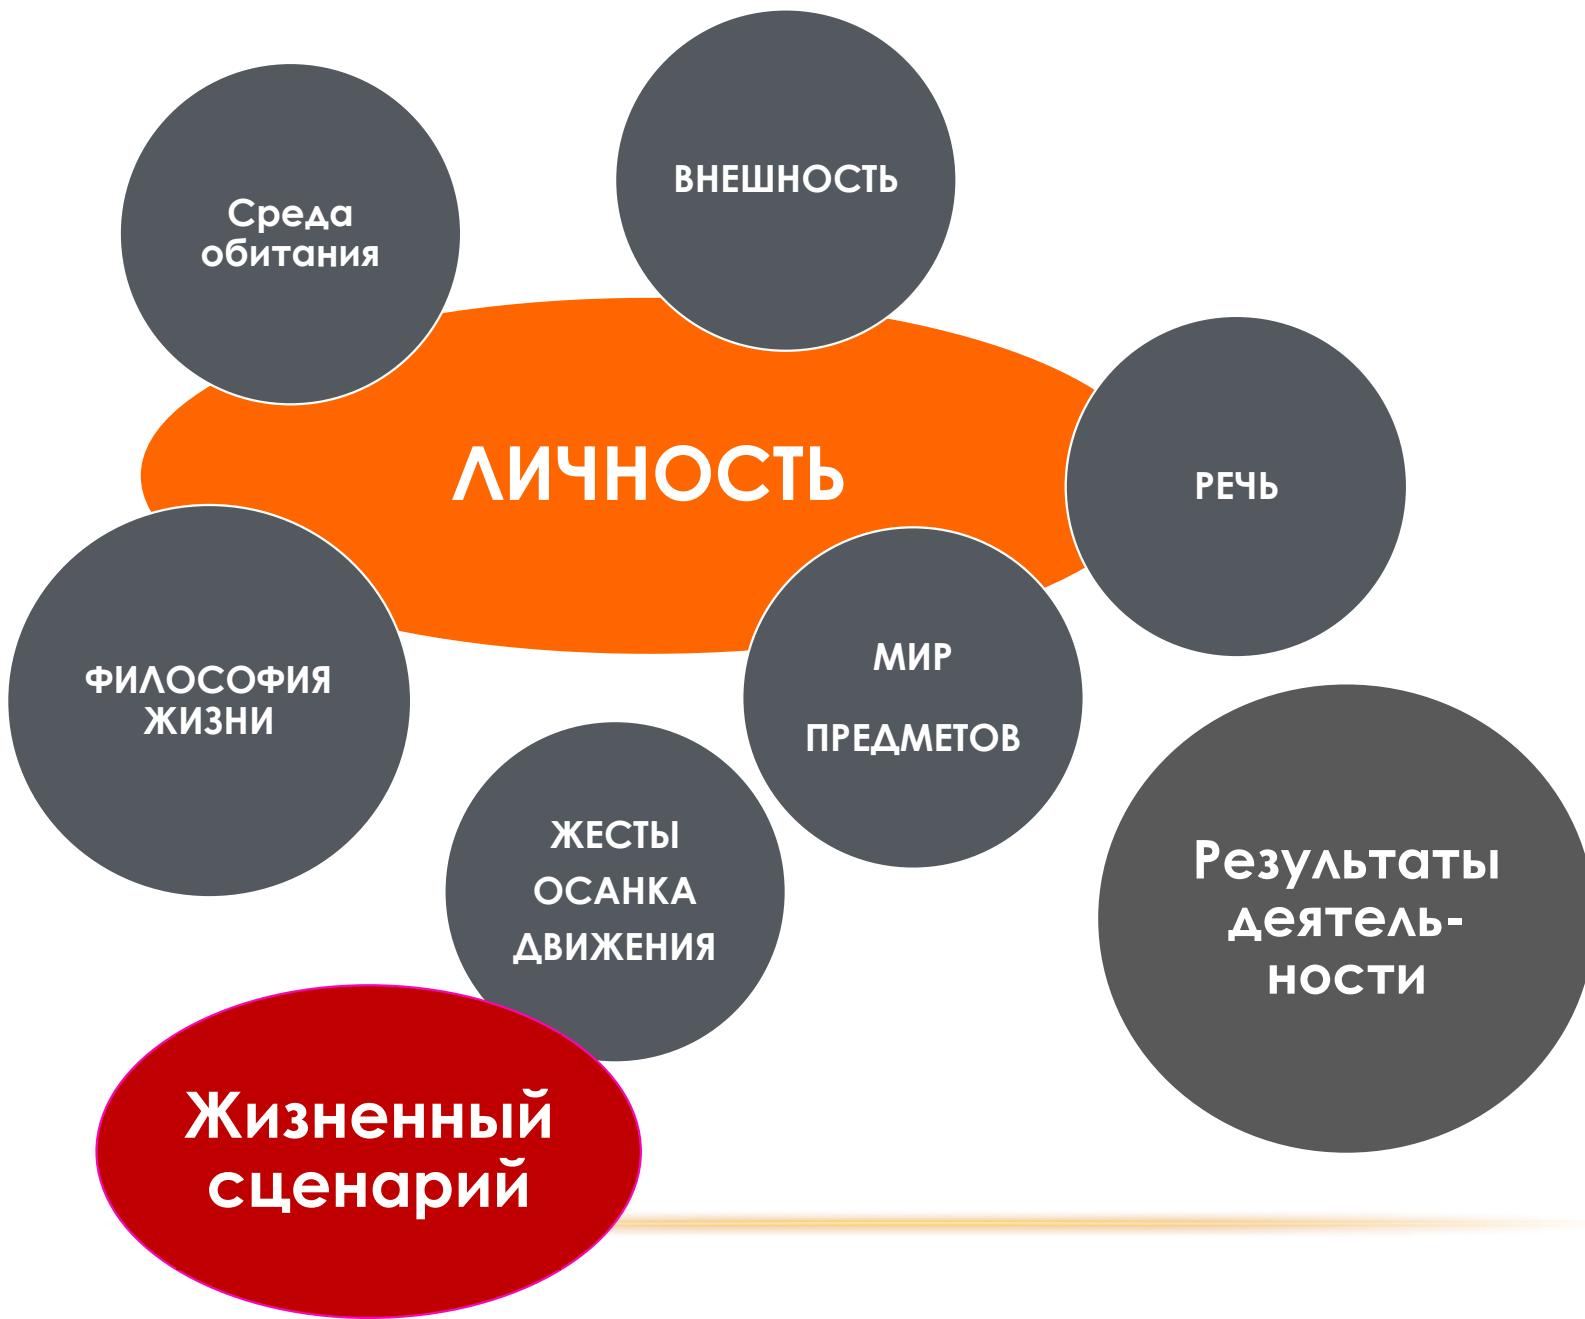 ВНЕШНОСТЬ
Среда
обитания
ЛИЧНОСТЬ
РЕЧЬ
МИР
ПРЕДМЕТОВ
ФИЛОСОФИЯ
ЖИЗНИ
ЖЕСТЫ
ОСАНКА
ДВИЖЕНИЯ
Результаты
деятель-
ности
Жизненный
сценарий